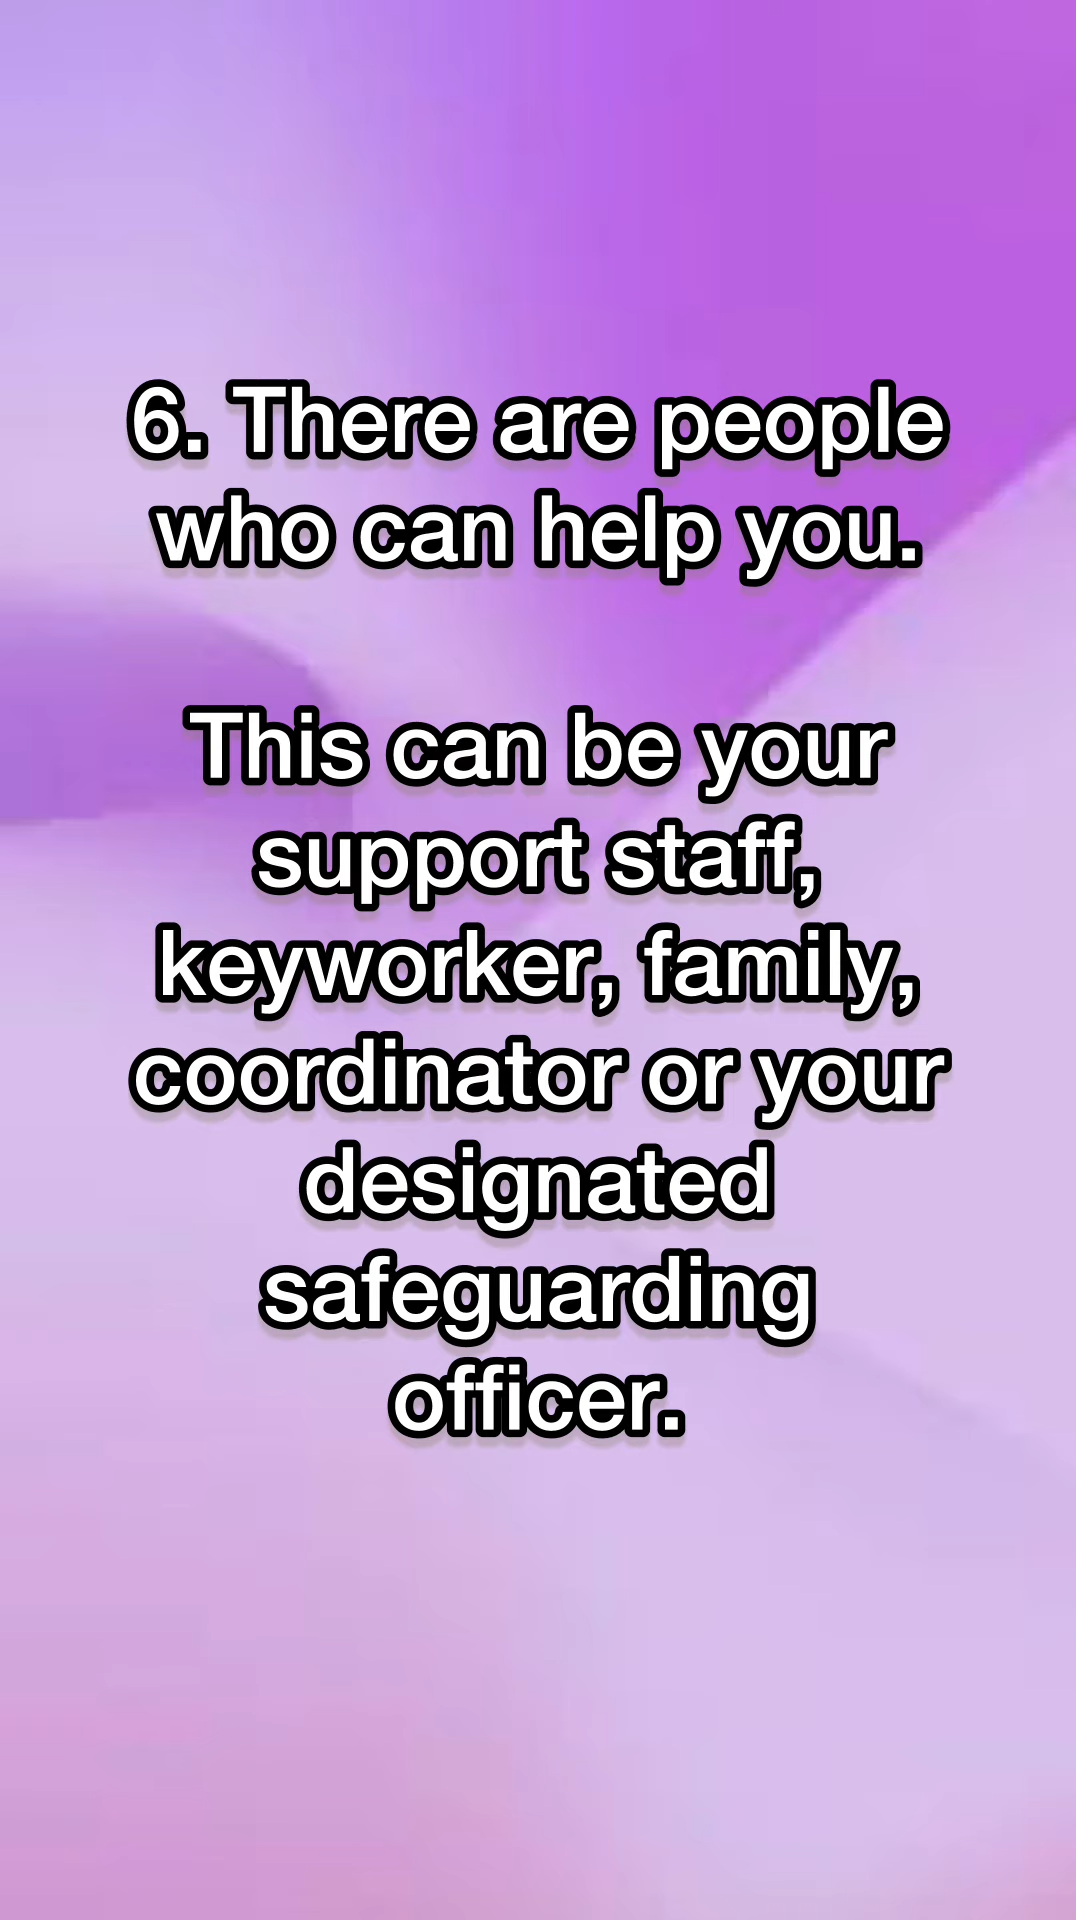 6. There are people
who can help you.
This can be your
support staff,
keyworker, family,
coordinator or your
designated
safeguarding
officer.